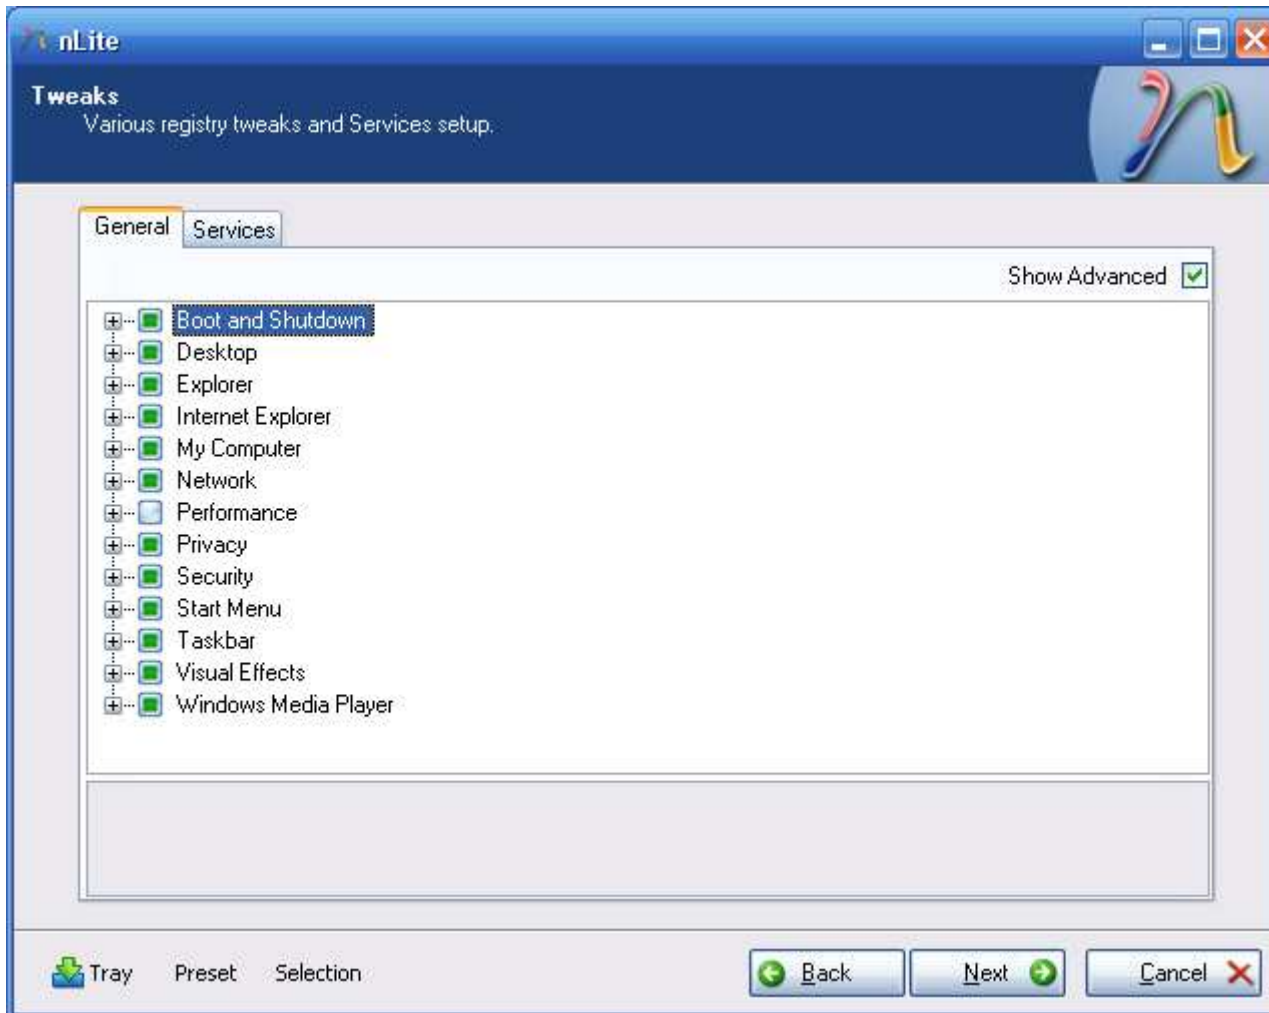 nLite
Tweaks
Various registry tweaks and Services setup.
General Services
Show Advanced
Boot and Shutdown
Desktop
Explorer
Internet Explorer
My Computer
Network
Performance
Privacy
Security
Start Menu
Taskbar
Visual Effects
Windows Media Player
Tray Preset Selection Back Next Cancel